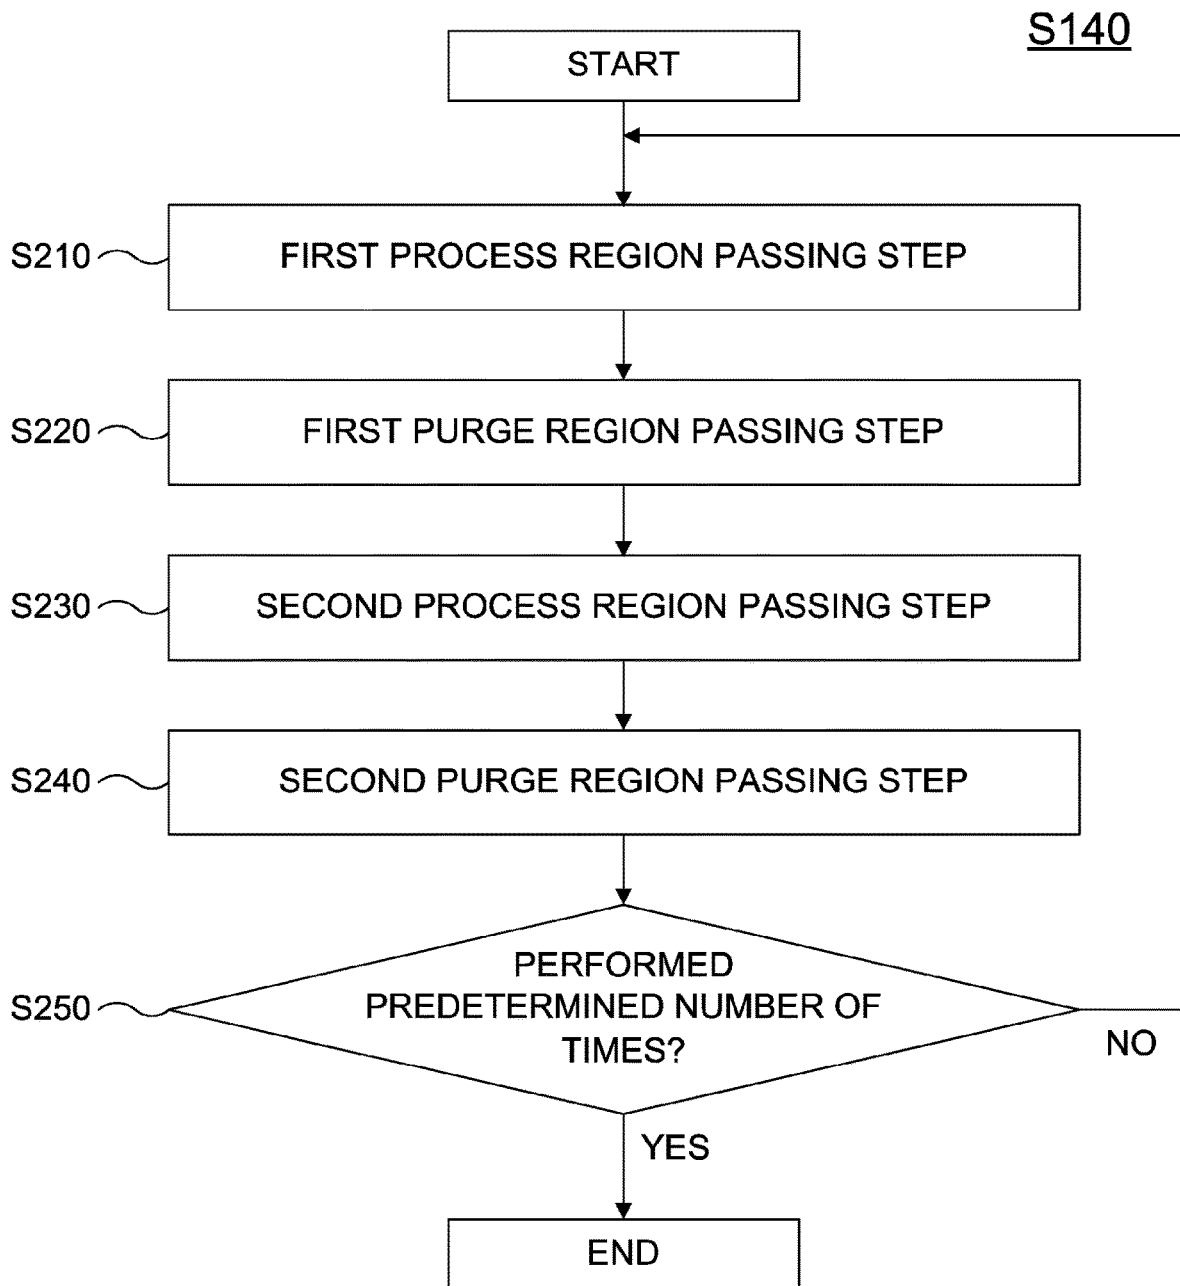 S140
START
S210
FIRST PROCESS REGION PASSING STEP
S220
FIRST PURGE REGION PASSING STEP
S230
SECOND PROCESS REGION PASSING STEP
S240
SECOND PURGE REGION PASSING STEP
S250
PERFORMED
PREDETERMINED NUMBER OF
TIMES?
NO
YES
END